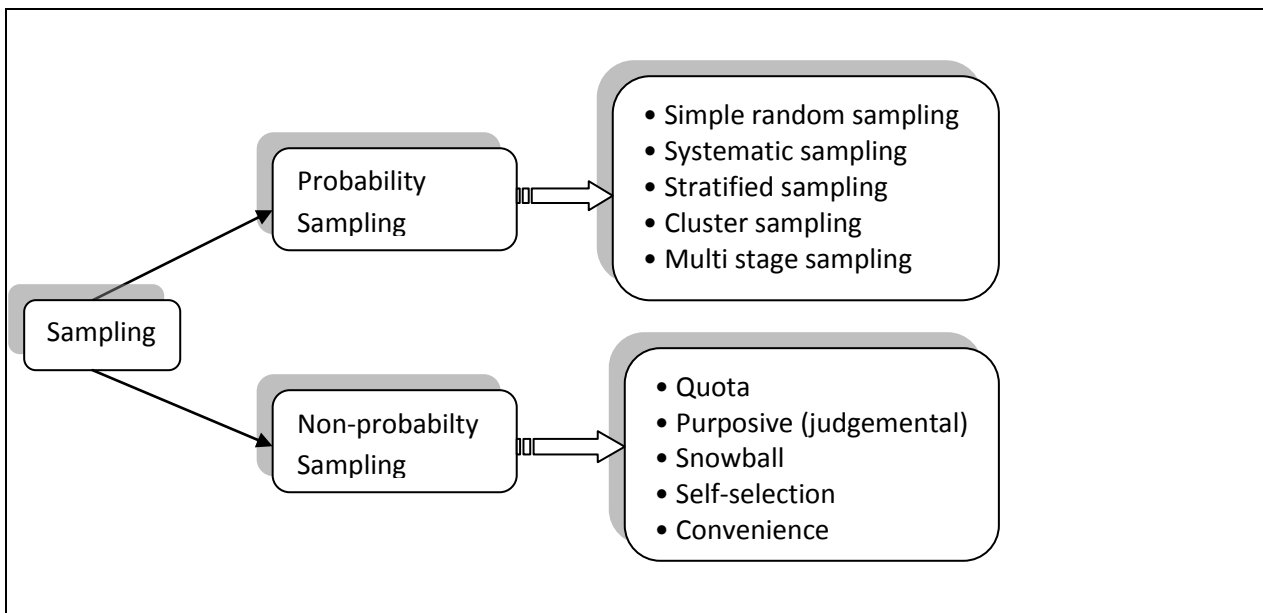 Sampling
Probability
Sampling
• Simple random sampling
• Systematic sampling
• Stratified sampling
• Cluster sampling
• Multi stage sampling
Non-probabilty
Sampling
• Quota
• Purposive (judgemental)
• Snowball
• Self-selection
• Convenience